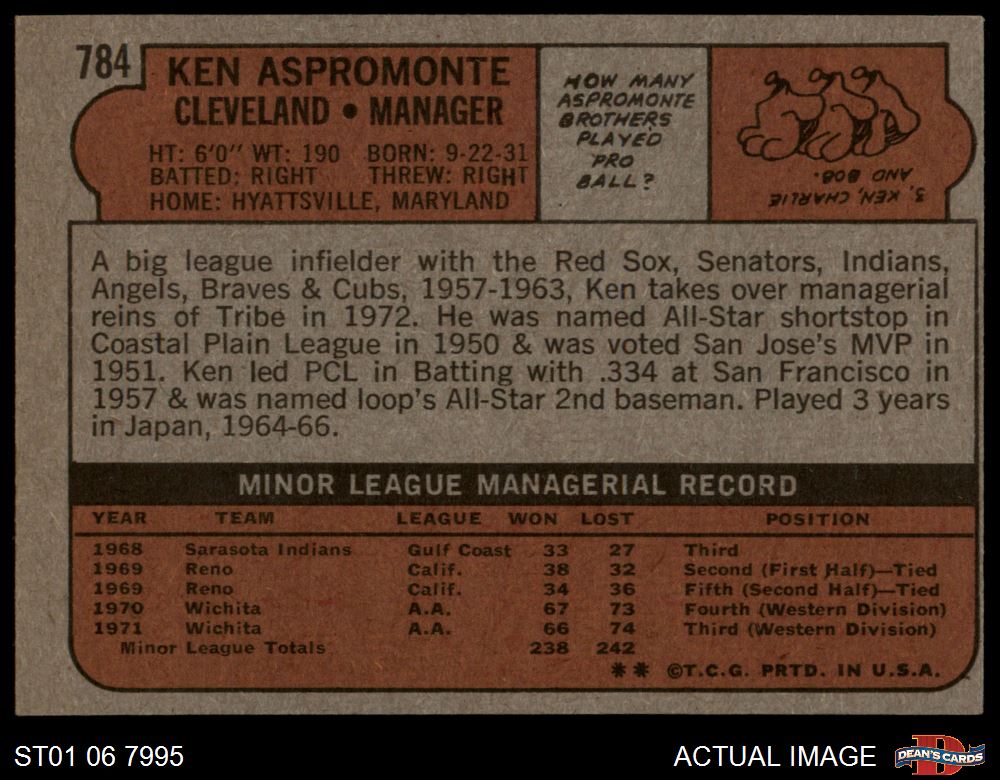 784
KEN ASPROMONTE
CLEVELAND • MANAGER
HT: 6'0" WT: 190 BORN: 9-22-31
BATTED: RIGHT THREW: RIGHT
HOME: HYATTSVILLE, MARYLAND
HOW MANY
ASPROMONTE
BROTHERS
PLAYED
PRO
BALL?
3, KEN, CHARLIE
AND BOB.
A big league infielder with the Red Sox, Senators, Indians,
Angels, Braves & Cubs, 1957-1963, Ken takes over managerial
reins of Tribe in 1972. He was named All-Star shortstop in
Coastal Plain League in 1950 & was voted San Jose's MVP in
1951. Ken led PCL in Batting with .334 at San Francisco in
1957 & was named loop's All-Star 2nd baseman. Played 3 years
in Japan, 1964-66.
MINOR LEAGUE MANAGERIAL RECORD
YEAR TEAM LEAGUE WON LOST POSITION
1968 Sarasota Indians Gulf Coast 33 27 Third
1969 Reno Calif. 38 32 Second (First Half)—Tied
1969 Reno Calif. 34 36 Fifth (Second Half)—Tied
1970 Wichita A.A. 67 73 Fourth (Western Division)
1971 Wichita A.A. 66 74 Third (Western Division)
Minor League Totals 238 242
** ©T.C.G. PRTD. IN U.S.A.
ST01 06 7995
ACTUAL IMAGE
D
DEAN'S CARDS